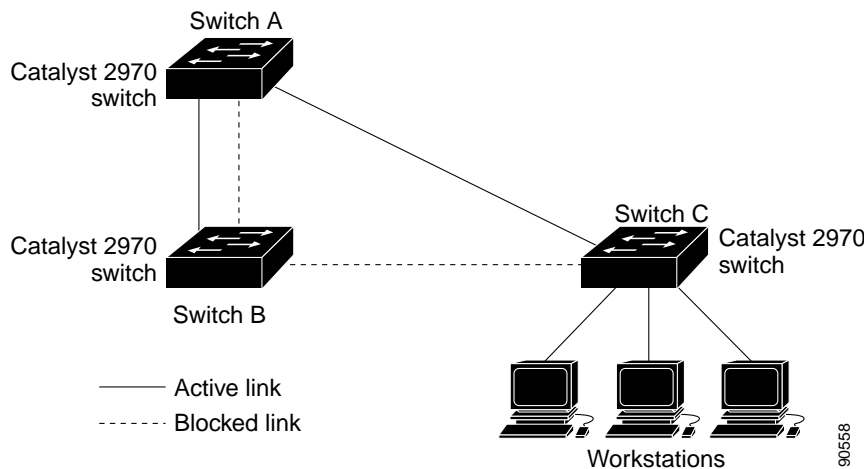 Switch A
Catalyst 2970
switch
Switch C
Catalyst 2970
switch
Catalyst 2970
switch
Switch B
Active link
Blocked link
Workstations
90558